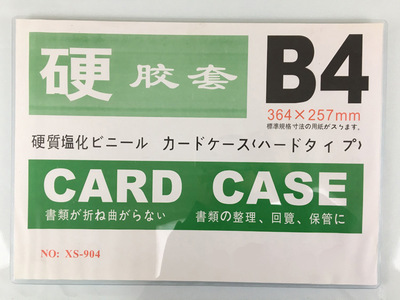 硬 胶套 B4
364×257mm
標準規格寸法の用紙が入ります。
硬質塩化ビニール カードケース(ハードタイプ)
CARD CASE
書類が折ね曲がらない 書類の整理、回覧、保管に
NO: XS-904